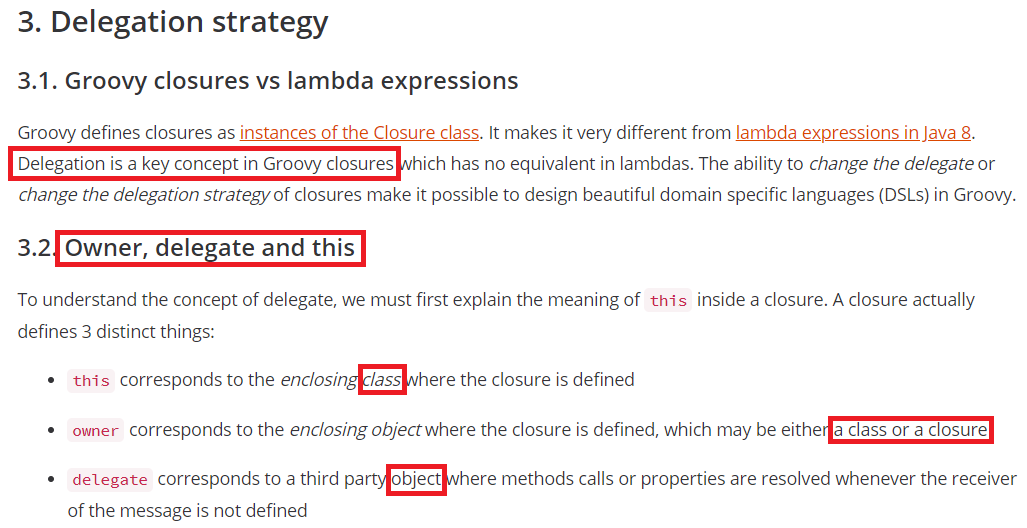 3. Delegation strategy
3.1. Groovy closures vs lambda expressions
Groovy defines closures as instances of the Closure class. It makes it very different from lambda expressions in Java 8.
Delegation is a key concept in Groovy closures which has no equivalent in lambdas. The ability to change the delegate or
change the delegation strategy of closures make it possible to design beautiful domain specific languages (DSLs) in Groovy.
3.2. Owner, delegate and this
To understand the concept of delegate, we must first explain the meaning of this inside a closure. A closure actually
defines 3 distinct things:
• this corresponds to the enclosing class where the closure is defined
• owner corresponds to the enclosing object where the closure is defined, which may be either a class or a closure
• delegate corresponds to a third party object where methods calls or properties are resolved whenever the receiver
of the message is not defined